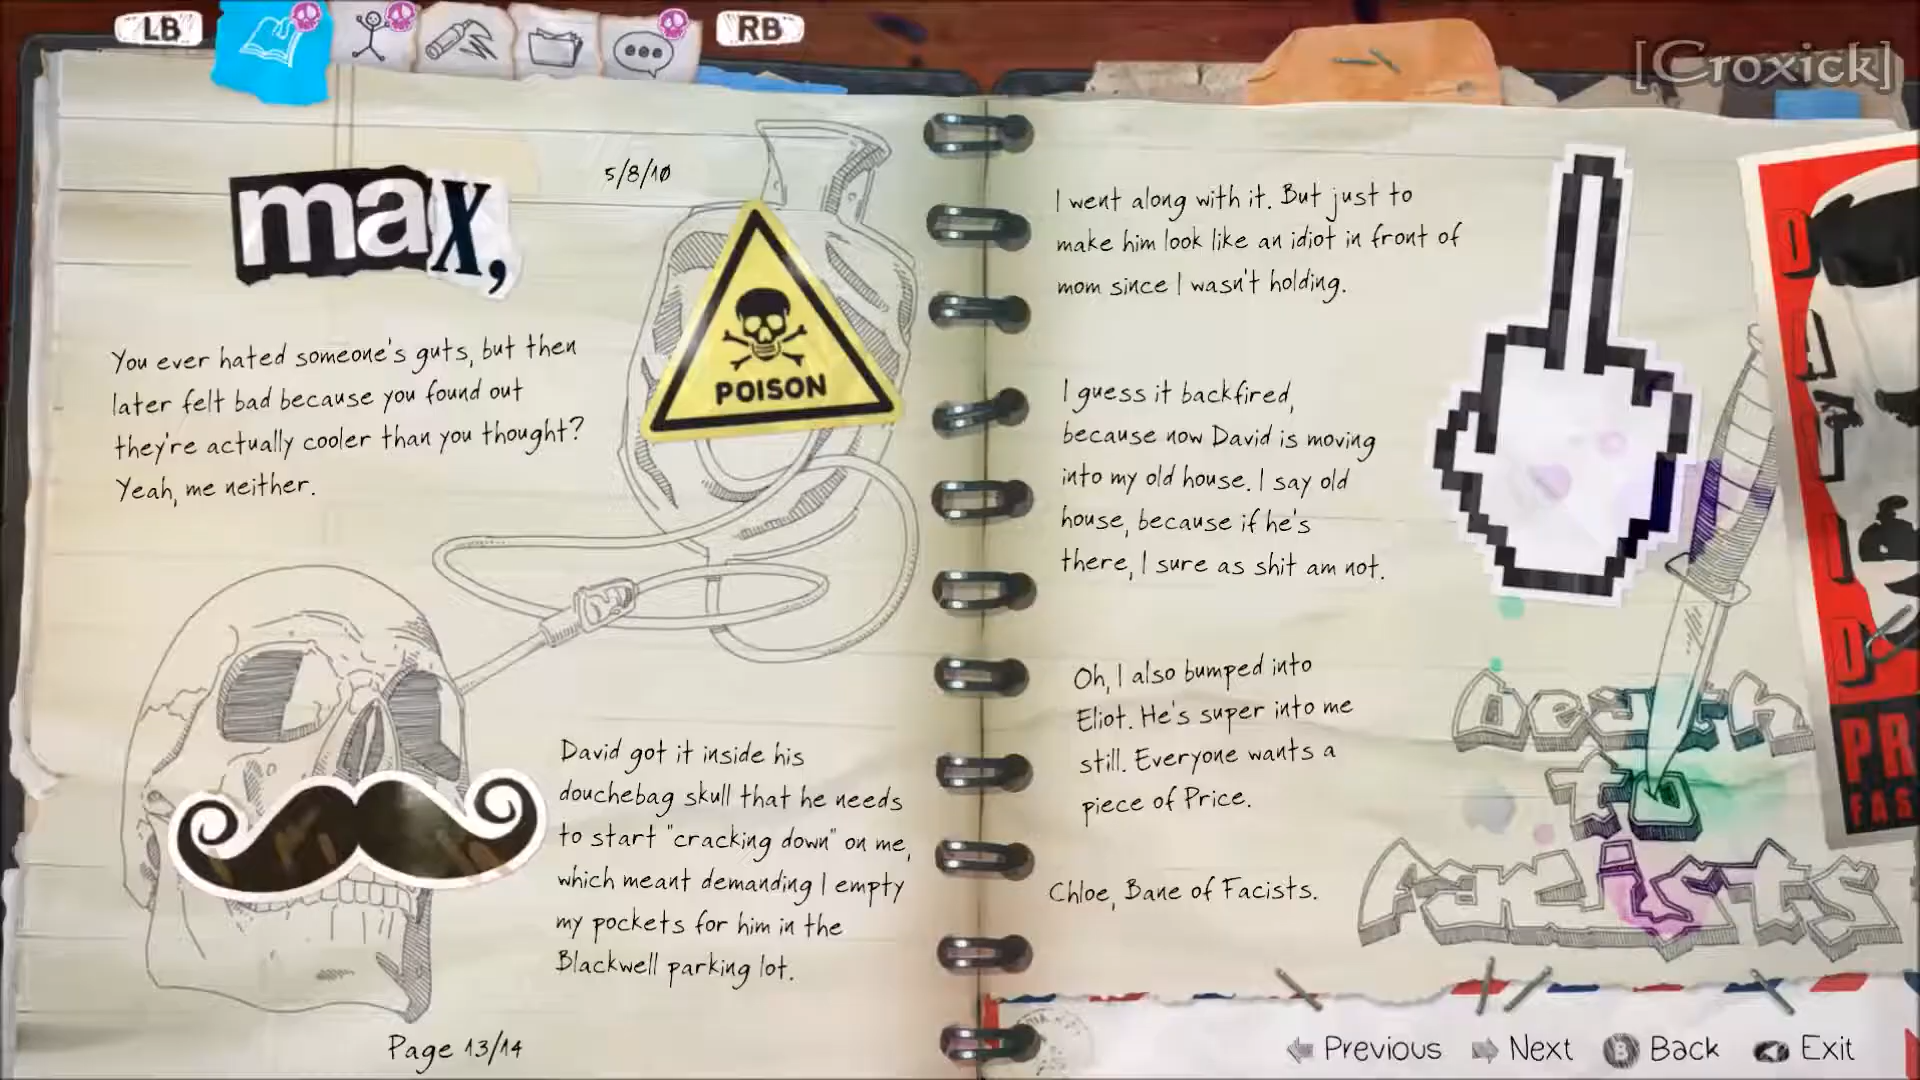 LB
RB
[Croxick]
max,
5/8/10
POISON
You ever hated someone's guts, but then
later felt bad because you found out
they're actually cooler than you thought?
Yeah, me neither.
David got it inside his
douchebag skull that he needs
to start "cracking down" on me,
which meant demanding I empty
my pockets for him in the
Blackwell parking lot.
Page 13/14
I went along with it. But just to
make him look like an idiot in front of
mom since I wasn't holding.
I guess it backfired,
because now David is moving
into my old house. I say old
house, because if he's
there, I sure as shit am not.
Oh, I also bumped into
Eliot. He's super into me
still. Everyone wants a
piece of Price.
Chloe, Bane of Facists.
Death
to
DAVID
PR
FAS
Previous
Next
B
Back
Exit